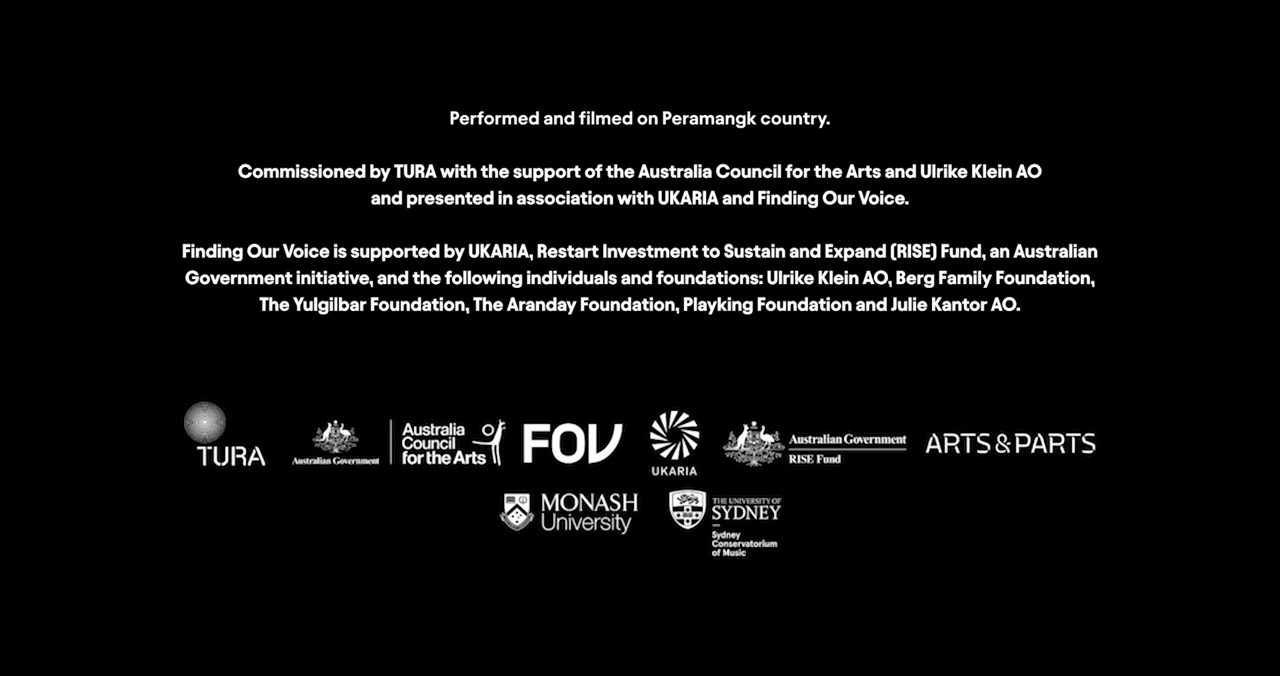 Performed and filmed on Peramangk country.
Commissioned by TURA with the support of the Australia Council for the Arts and Ulrike Klein AO
and presented in association with UKARIA and Finding Our Voice.
Finding Our Voice is supported by UKARIA, Restart Investment to Sustain and Expand (RISE) Fund, an Australian
Government initiative, and the following individuals and foundations: Ulrike Klein AO, Berg Family Foundation,
The Yulgilbar Foundation, The Aranday Foundation, Playking Foundation and Julie Kantor AO.
TURA
Australian Government
Australia
Council
for the Arts
FOV
UKARIA
Australian Government
RISE Fund
ARTS & PARTS
MONASH
University
THE UNIVERSITY OF
SYDNEY
Sydney
Conservatorium
of Music